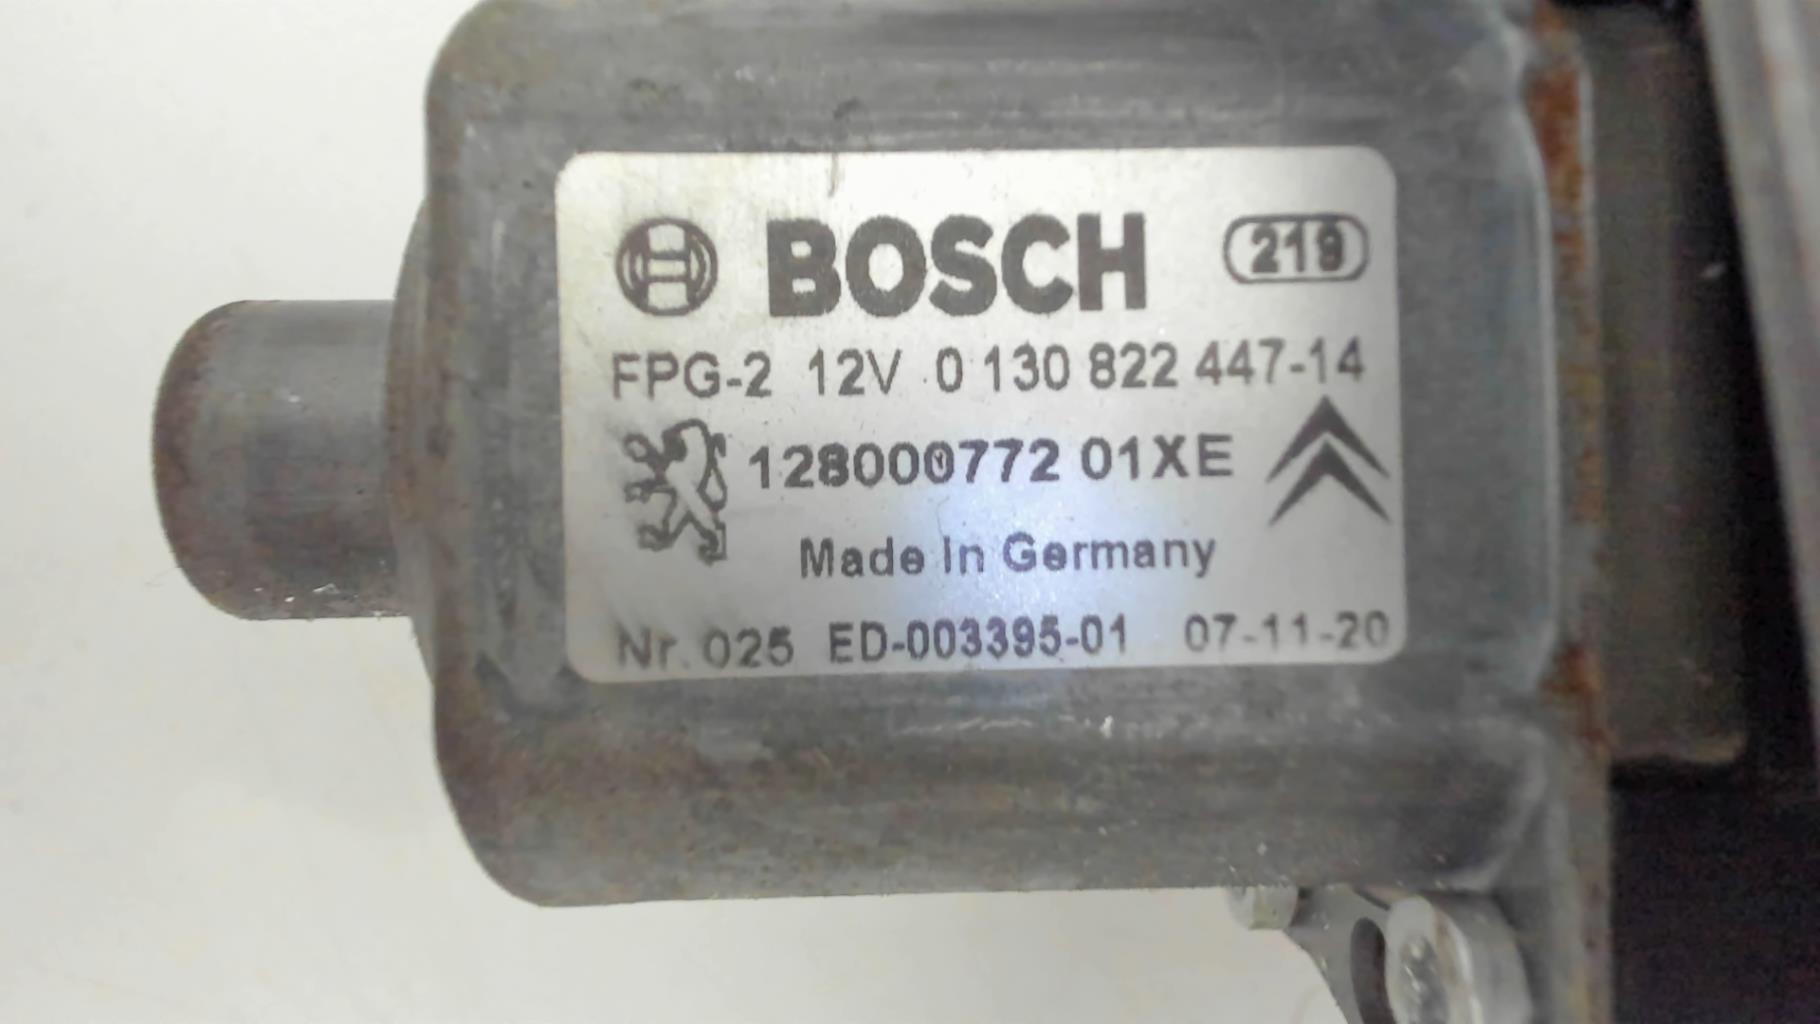 BOSCH 219
FPG-2 12V 0 130 822 447-14
128000772 01XE
Made In Germany
Nr.025 ED-003395-01 07-11-20